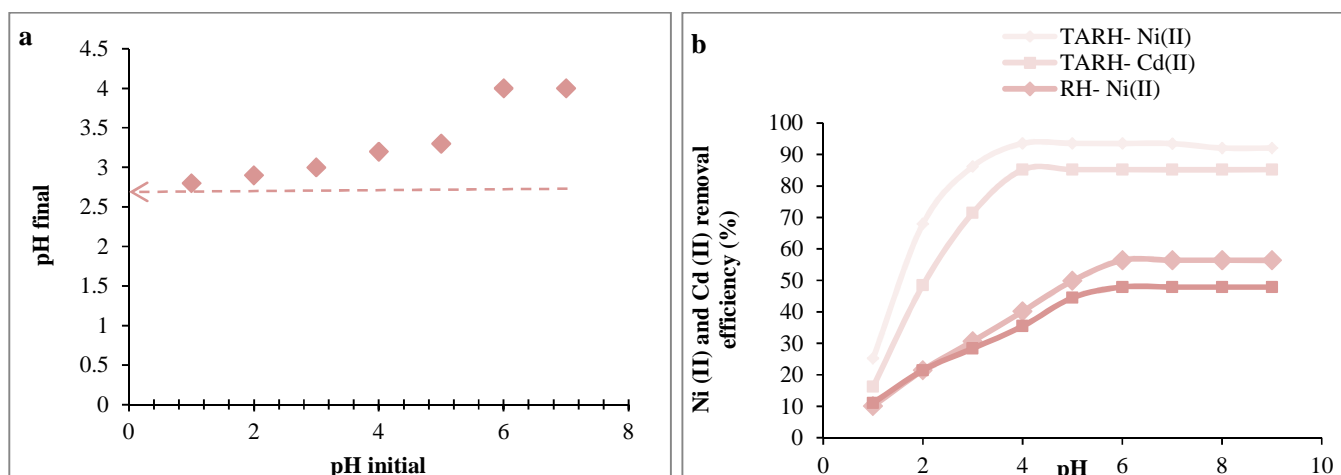 a
4.5
4
3.5
3
2.5
2
1.5
1
0.5
0
0 2 4 6 8
pH initial
pH final
b
TARH- Ni(II)
TARH- Cd(II)
RH- Ni(II)
100
90
80
70
60
50
40
30
20
10
0
0 2 4 6 8 10
pH
Ni (II) and Cd (II) removal
efficiency (%)